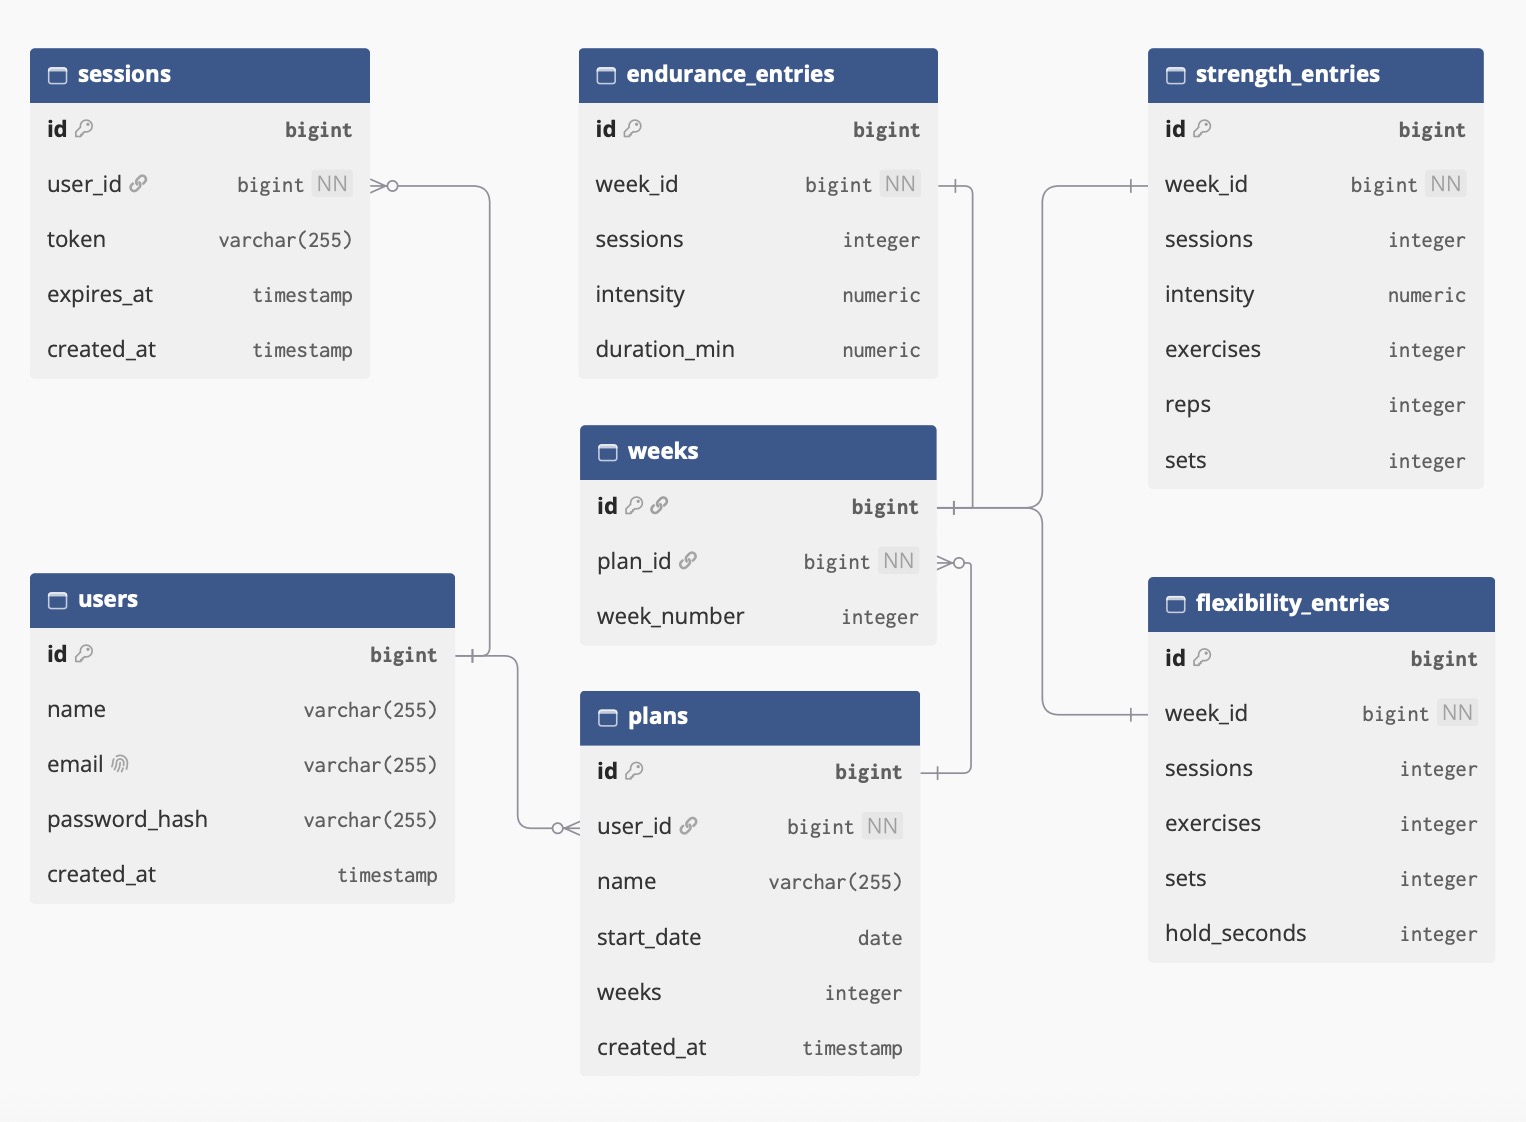 sessions
id bigint
user_id bigint NN
token varchar(255)
expires_at timestamp
created_at timestamp
endurance_entries
id bigint
week_id bigint NN
sessions integer
intensity numeric
duration_min numeric
strength_entries
id bigint
week_id bigint NN
sessions integer
intensity numeric
exercises integer
reps integer
sets integer
weeks
id bigint
plan_id bigint NN
week_number integer
users
id bigint
name varchar(255)
email varchar(255)
password_hash varchar(255)
created_at timestamp
plans
id bigint
user_id bigint NN
name varchar(255)
start_date date
weeks integer
created_at timestamp
flexibility_entries
id bigint
week_id bigint NN
sessions integer
exercises integer
sets integer
hold_seconds integer